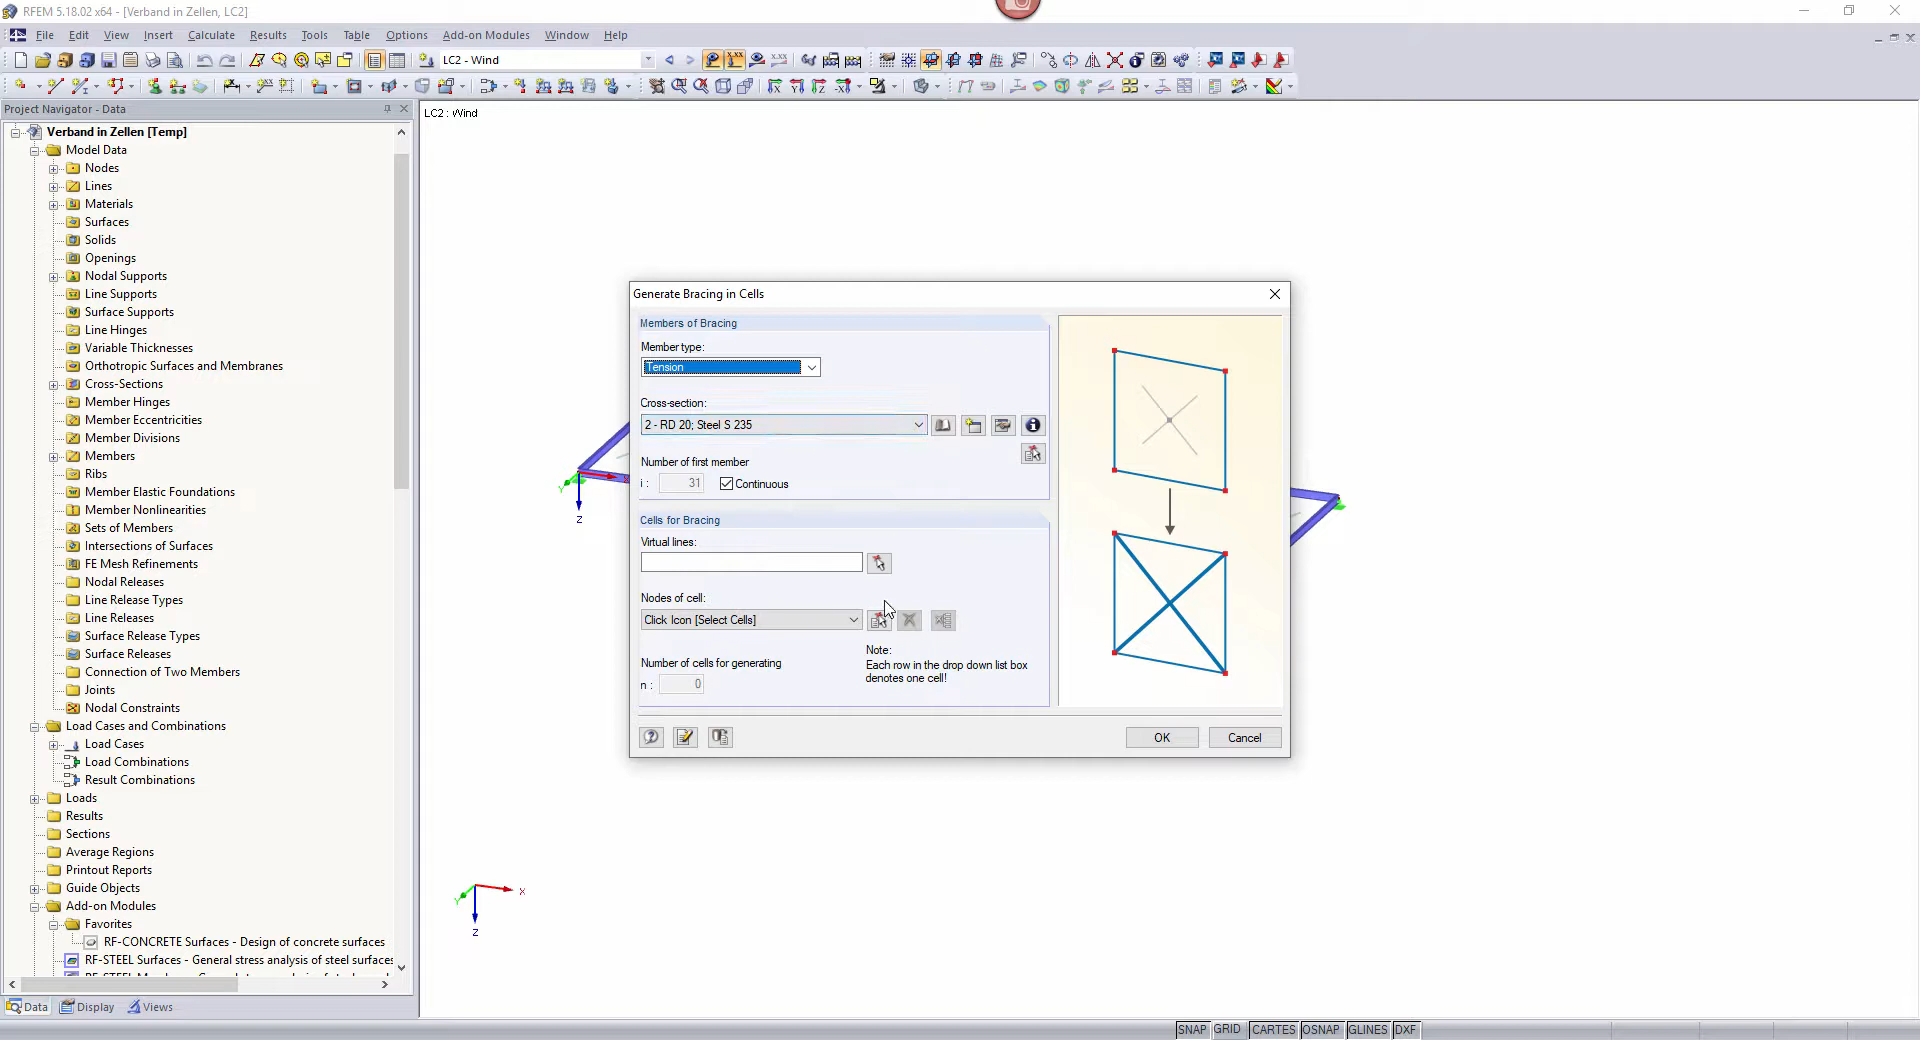 RFEM 5.18.02 x64 - [Verband in Zellen, LC2]
File Edit View Insert Calculate Results Tools Table Options Add-on Modules Window Help
LC2 - Wind
Project Navigator - Data
LC2 : Wind
Verband in Zellen [Temp]
Model Data
Nodes
Lines
Materials
Surfaces
Solids
Openings
Nodal Supports
Line Supports
Surface Supports
Line Hinges
Variable Thicknesses
Orthotropic Surfaces and Membranes
Cross-Sections
Member Hinges
Member Eccentricities
Member Divisions
Members
Ribs
Member Elastic Foundations
Member Nonlinearities
Sets of Members
Intersections of Surfaces
FE Mesh Refinements
Nodal Releases
Line Release Types
Line Releases
Surface Release Types
Surface Releases
Connection of Two Members
Joints
Nodal Constraints
Load Cases and Combinations
Load Cases
Load Combinations
Result Combinations
Loads
Results
Sections
Average Regions
Printout Reports
Guide Objects
Add-on Modules
Favorites
RF-CONCRETE Surfaces - Design of concrete surfaces
RF-STEEL Surfaces - General stress analysis of steel surfaces
Data Display Views
Generate Bracing in Cells
Members of Bracing
Member type:
Tension
Cross-section:
2 - RD 20; Steel S 235
Number of first member
i : 31 Continuous
Cells for Bracing
Virtual lines:
Nodes of cell:
Click Icon [Select Cells]
Number of cells for generating
n : 0
Note:
Each row in the drop down list box
denotes one cell!
OK Cancel
Y
Z
X
Y
Z
SNAP GRID CARTES OSNAP GLINES DXF